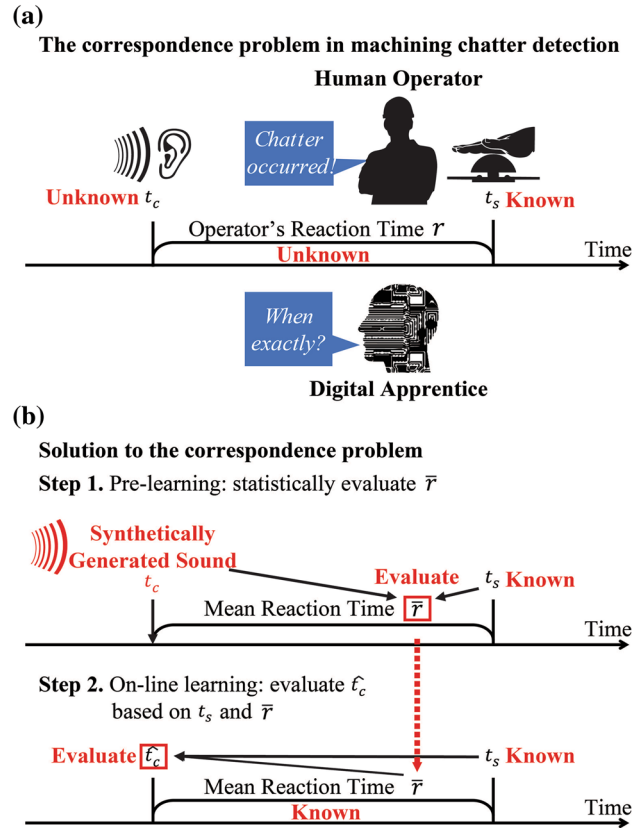 (a)
The correspondence problem in machining chatter detection
Human Operator
Chatter
occurred!
Unknown t_c
t_s Known
Operator's Reaction Time r
Unknown
Time
When
exactly?
Digital Apprentice
(b)
Solution to the correspondence problem
Step 1. Pre-learning: statistically evaluate r̅
Synthetically
Generated Sound
t_c
Evaluate
t_s Known
Mean Reaction Time r̅
Time
Step 2. On-line learning: evaluate t̂_c
based on t_s and r̅
Evaluate t̂_c
t_s Known
Mean Reaction Time r̅
Known
Time